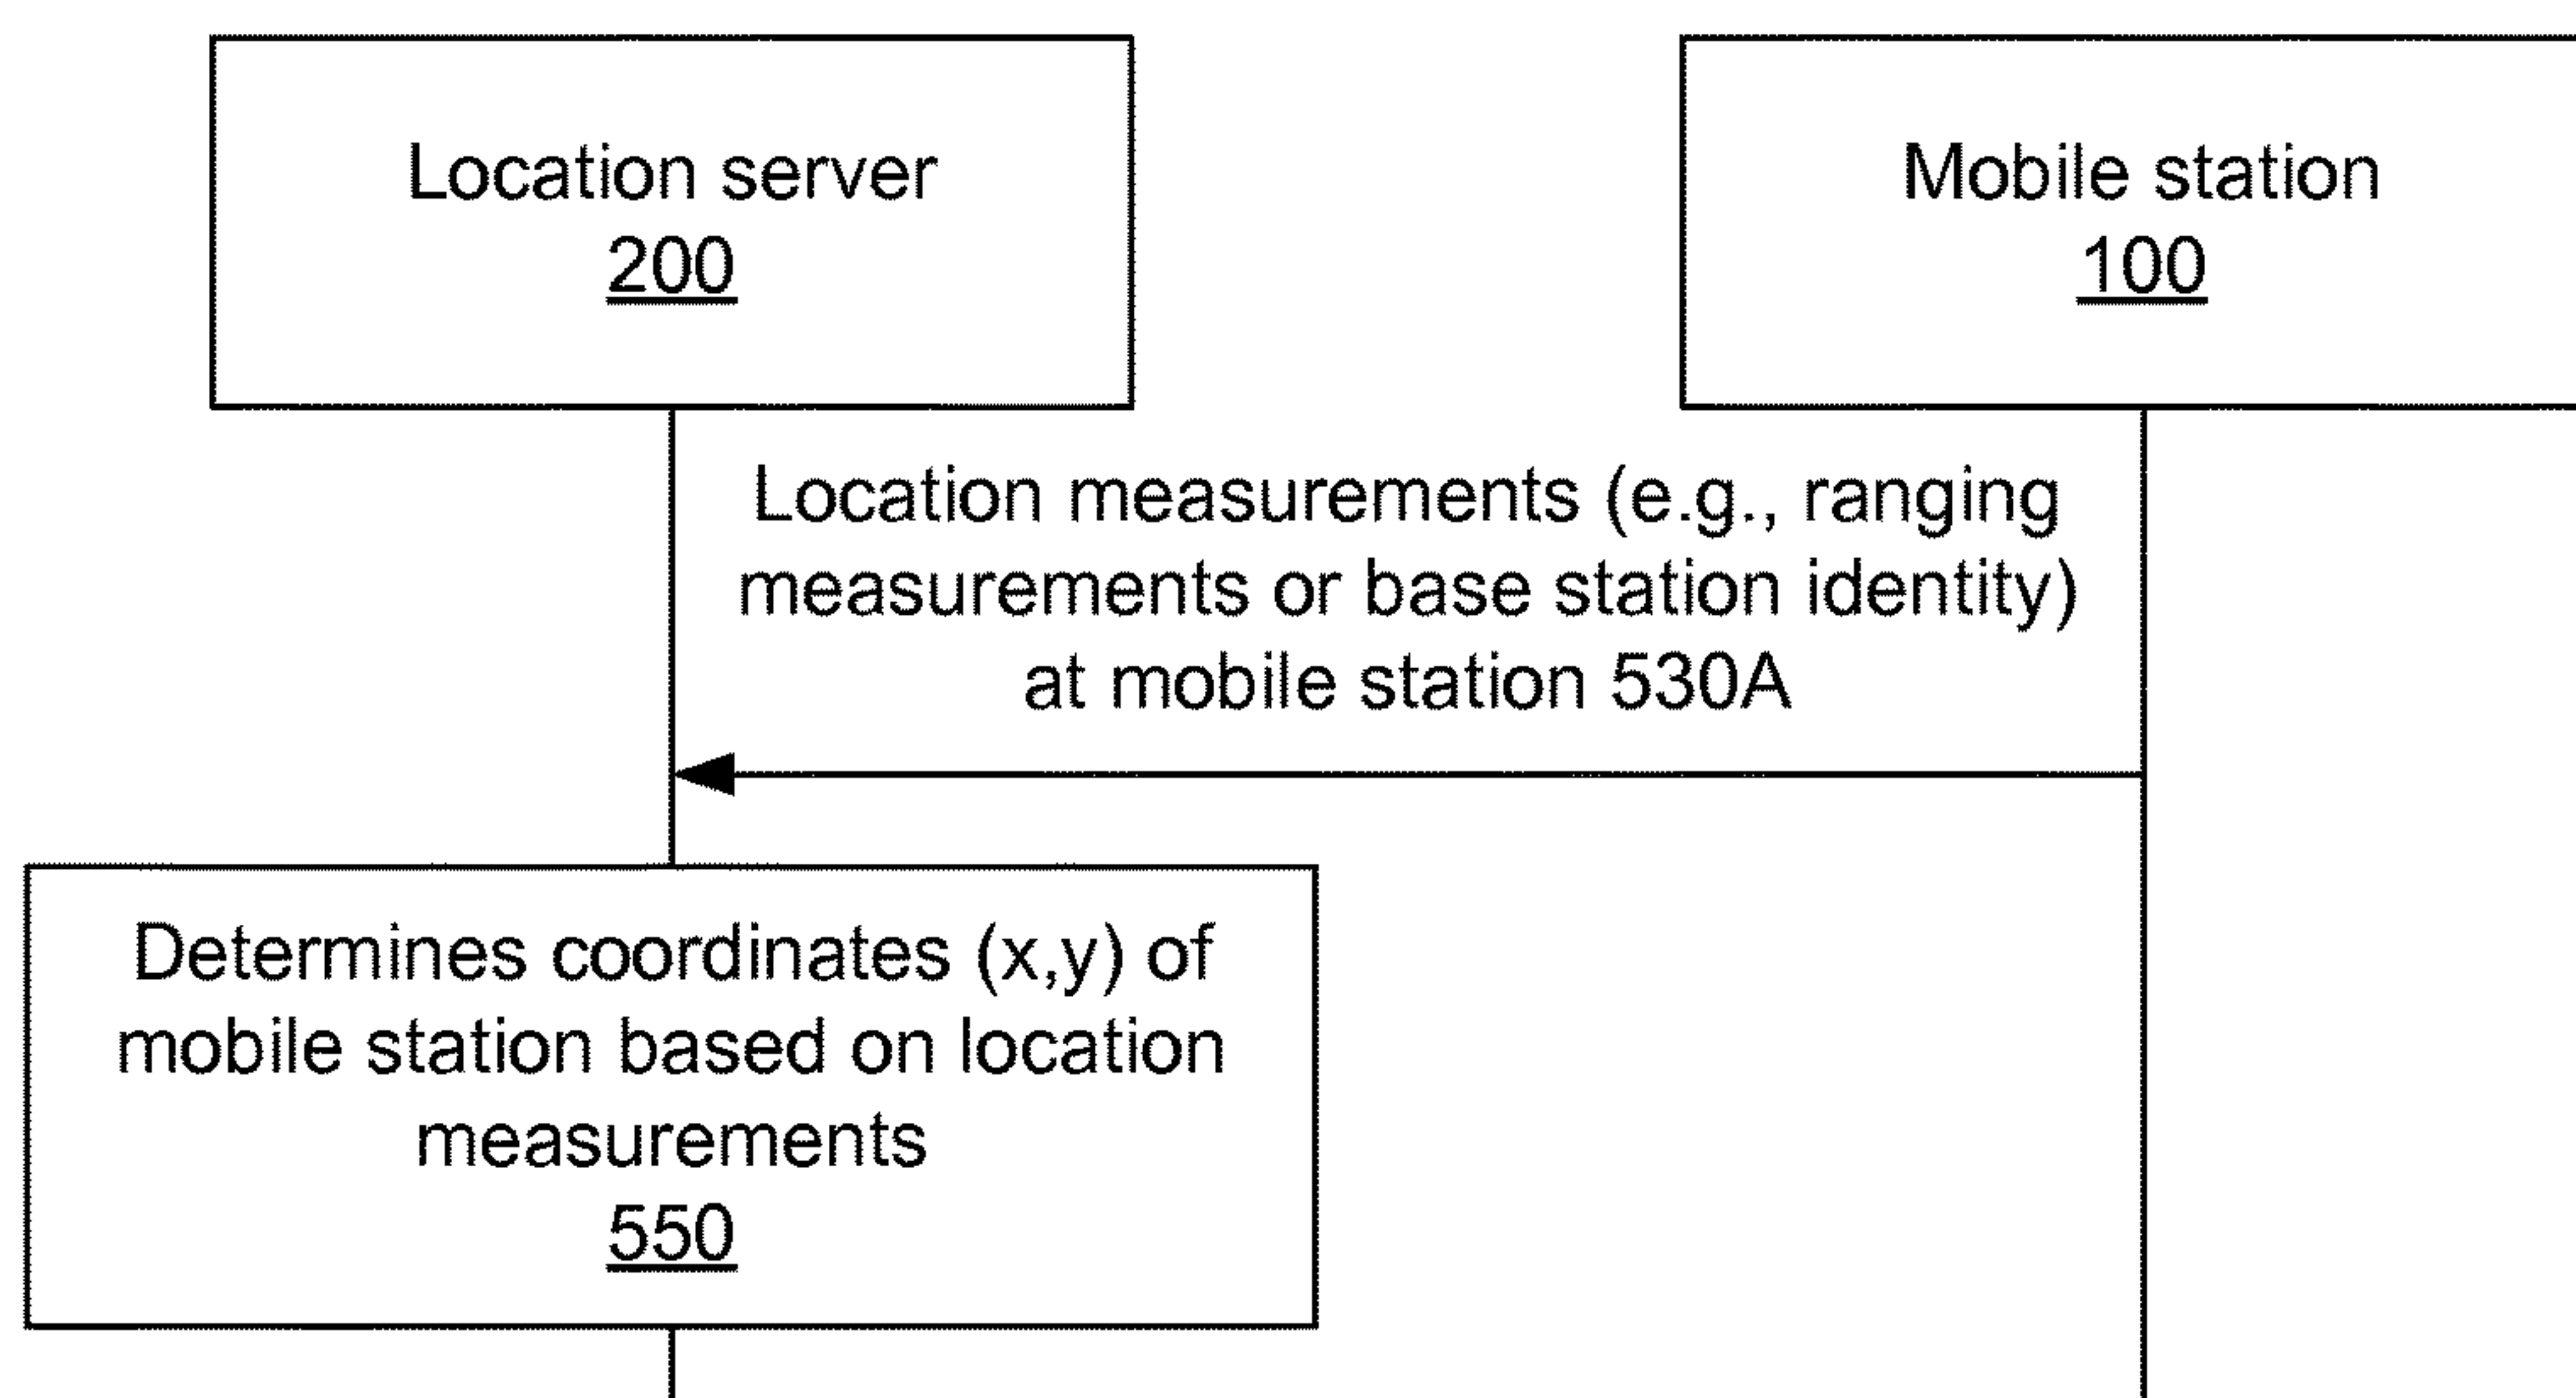 Location server
200
Mobile station
100
Location measurements (e.g., ranging
measurements or base station identity)
at mobile station 530A
Determines coordinates (x,y) of
mobile station based on location
measurements
550